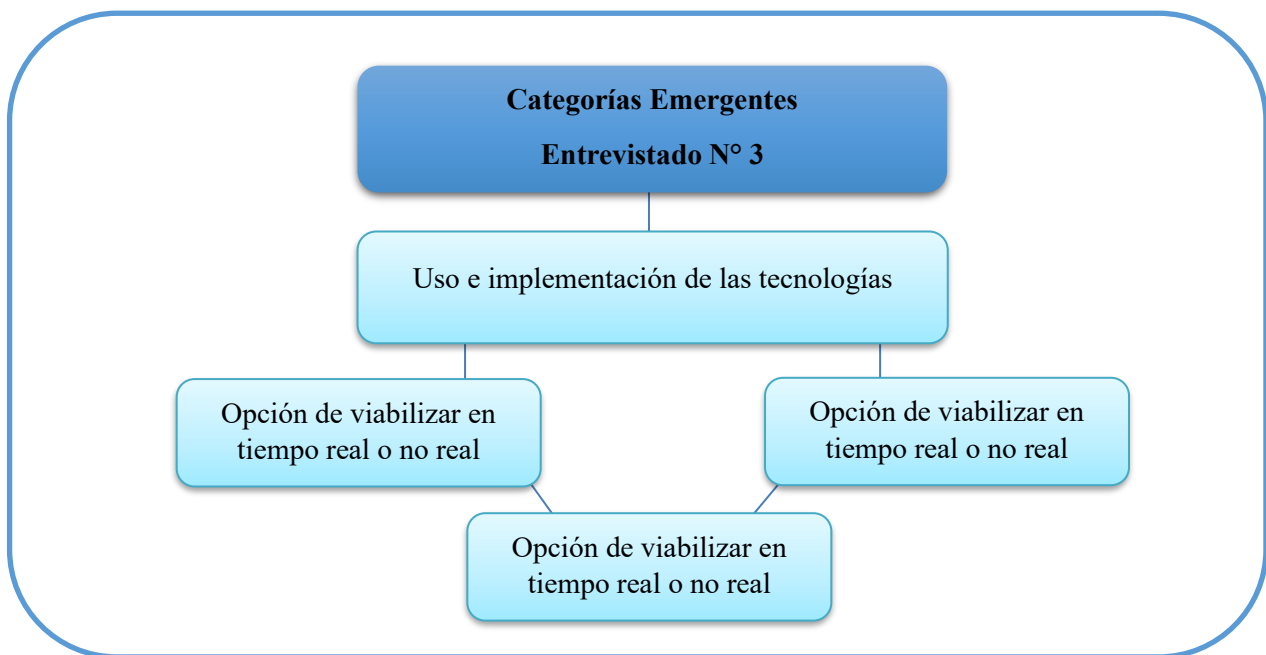 Categorías Emergentes
Entrevistado N° 3
Uso e implementación de las tecnologías
Opción de viabilizar en
tiempo real o no real
Opción de viabilizar en
tiempo real o no real
Opción de viabilizar en
tiempo real o no real